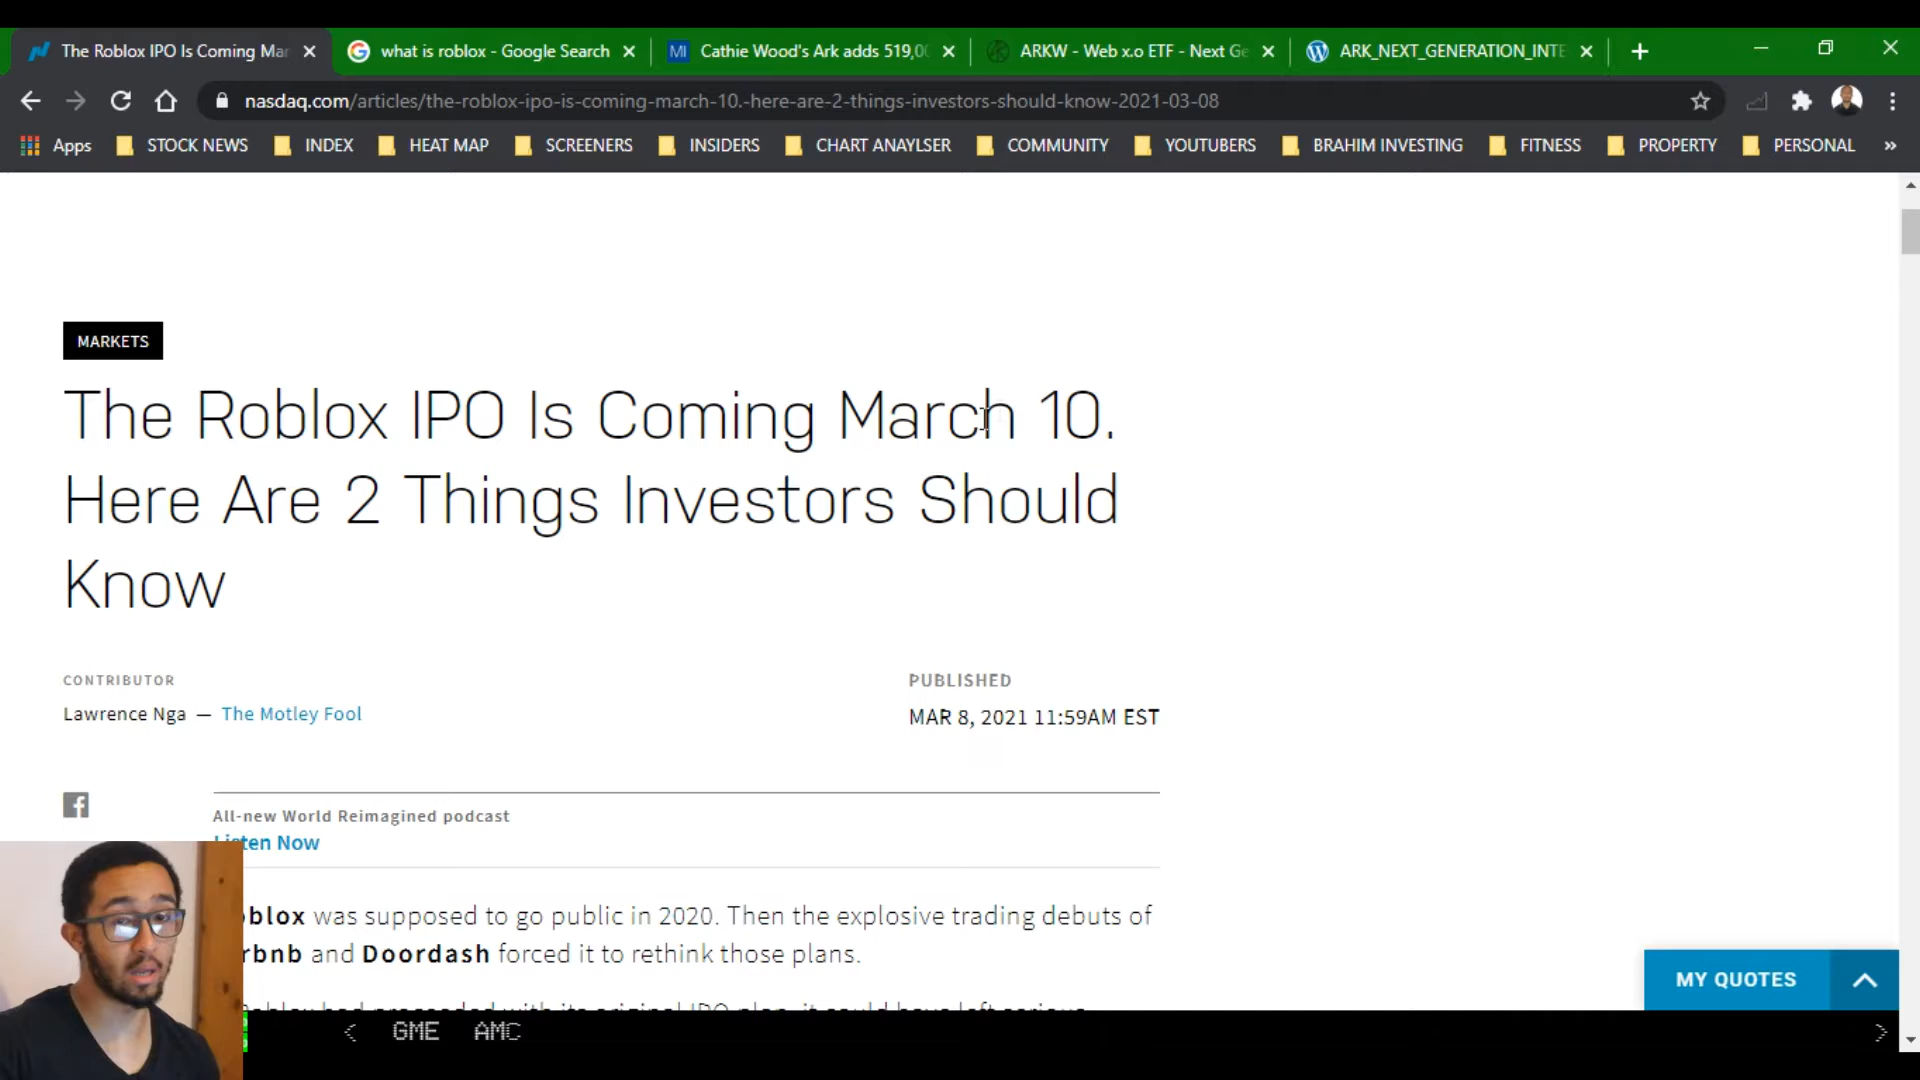 The Roblox IPO Is Coming Mar
what is roblox - Google Search
Cathie Wood's Ark adds 519,0
ARKW - Web x.o ETF - Next Ge
ARK_NEXT_GENERATION_INTE
nasdaq.com/articles/the-roblox-ipo-is-coming-march-10.-here-are-2-things-investors-should-know-2021-03-08
Apps STOCK NEWS INDEX HEAT MAP SCREENERS INSIDERS CHART ANAYLSER COMMUNITY YOUTUBERS BRAHIM INVESTING FITNESS PROPERTY PERSONAL »
MARKETS
The Roblox IPO Is Coming March 10.
Here Are 2 Things Investors Should
Know
CONTRIBUTOR
Lawrence Nga — The Motley Fool
PUBLISHED
MAR 8, 2021 11:59AM EST
All-new World Reimagined podcast
Listen Now
oblox was supposed to go public in 2020. Then the explosive trading debuts of
rbnb and Doordash forced it to rethink those plans.
MY QUOTES
< GME AMC >